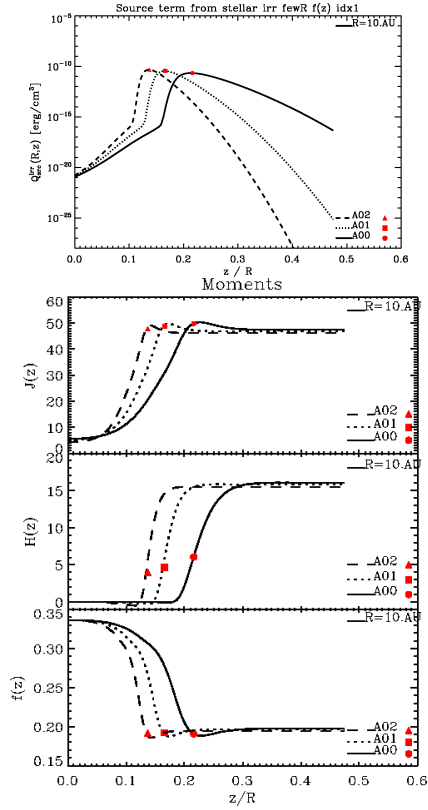 Source term from stellar irr fewR f(z) idx1
10^-5
R=10.AU
10^-10
10^-15
10^-20
10^-25
Q^irr_src(R,z) [erg/cm^3]
A02
A01
A00
0.0 0.1 0.2 0.3 0.4 0.5 0.6
z / R
Moments
60
50
40
30
20
10
0
J(z)
R=10.AU
A02
A01
A00
20
15
10
5
0
H(z)
R=10.AU
A02
A01
A00
0.35
0.30
0.25
0.20
0.15
f(z)
R=10.AU
A02
A01
A00
0.0 0.1 0.2 0.3 0.4 0.5 0.6
z/R